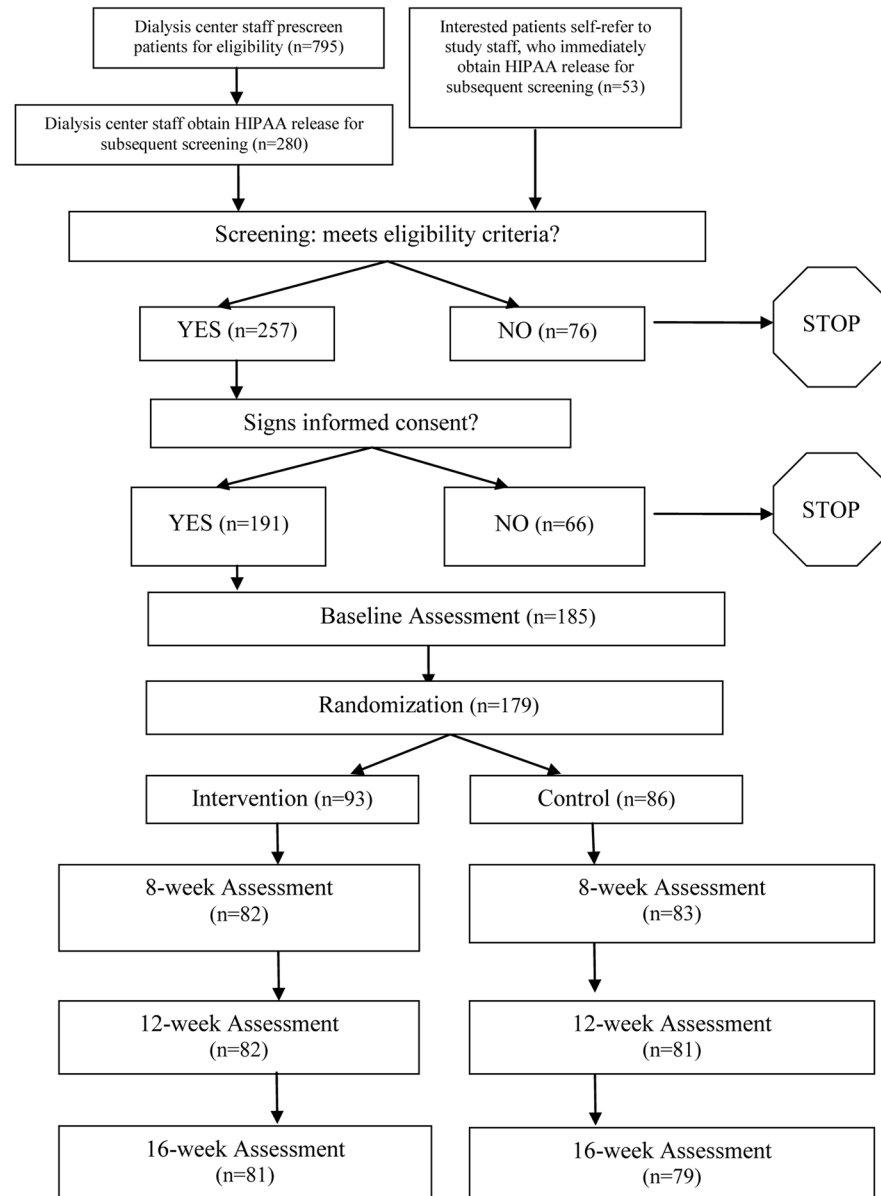 Dialysis center staff prescreen
patients for eligibility (n=795)
Interested patients self-refer to
study staff, who immediately
obtain HIPAA release for
subsequent screening (n=53)
Dialysis center staff obtain HIPAA release for
subsequent screening (n=280)
Screening: meets eligibility criteria?
YES (n=257)
NO (n=76)
STOP
Signs informed consent?
YES (n=191)
NO (n=66)
STOP
Baseline Assessment (n=185)
Randomization (n=179)
Intervention (n=93)
Control (n=86)
8-week Assessment
(n=82)
8-week Assessment
(n=83)
12-week Assessment
(n=82)
12-week Assessment
(n=81)
16-week Assessment
(n=81)
16-week Assessment
(n=79)